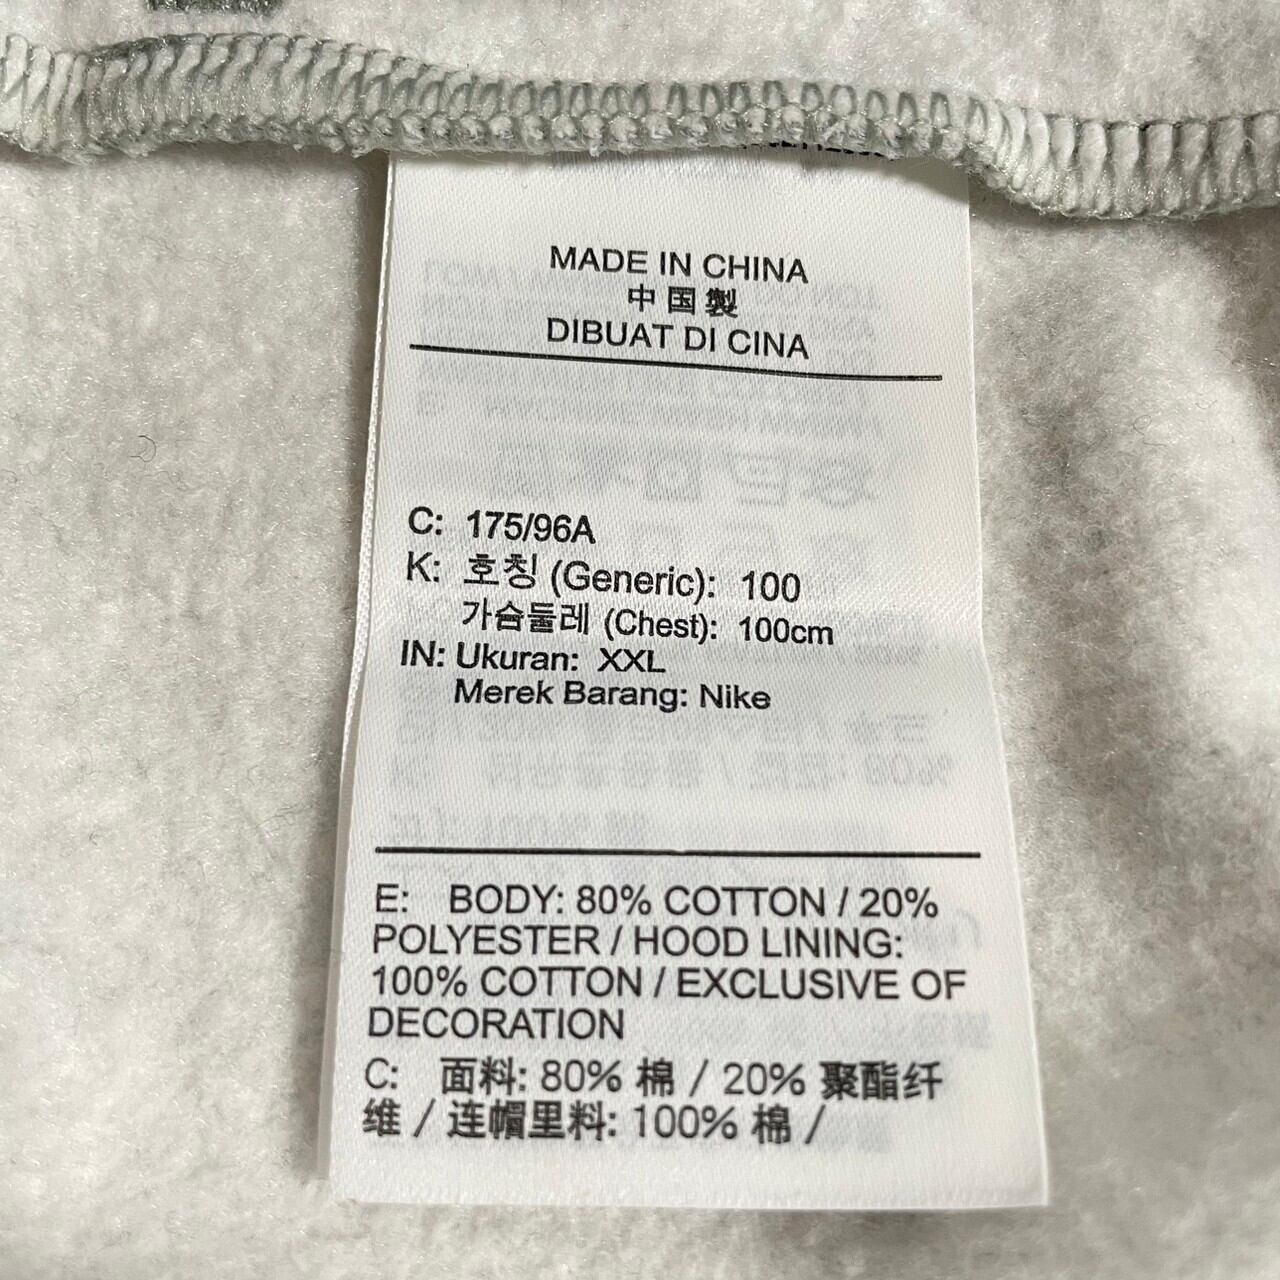 MADE IN CHINA
中国製
DIBUAT DI CINA
C: 175/96A
K: 호칭 (Generic): 100
가슴둘레 (Chest): 100cm
IN: Ukuran: XXL
Merek Barang: Nike
E: BODY: 80% COTTON / 20%
POLYESTER / HOOD LINING:
100% COTTON / EXCLUSIVE OF
DECORATION
C: 面料: 80% 棉 / 20% 聚酯纤
维 / 连帽里料: 100% 棉 /